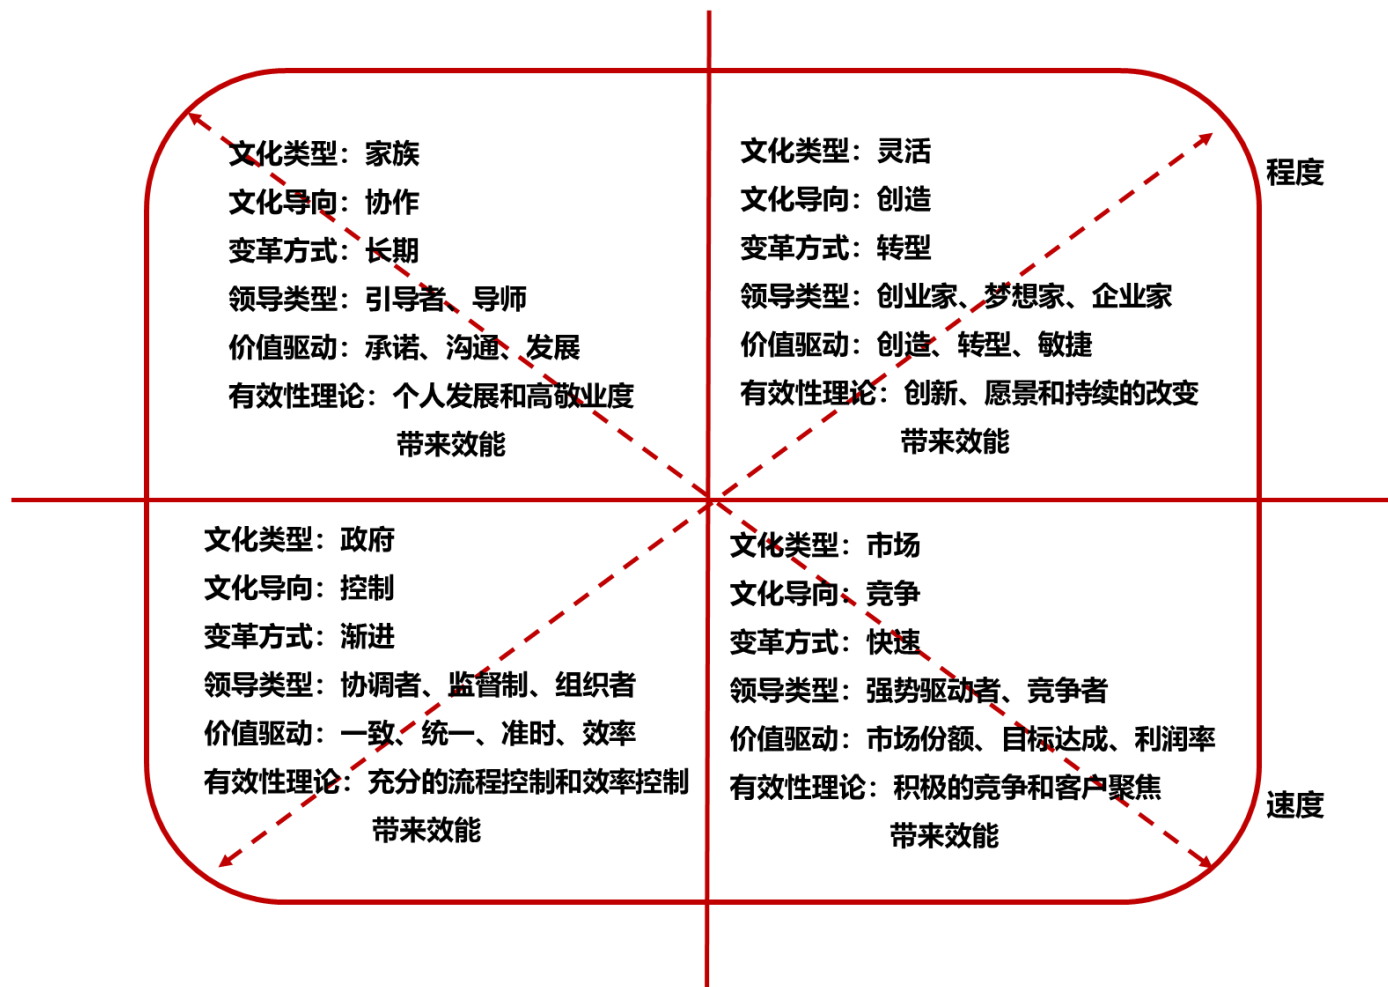 文化类型：家族
文化导向：协作
变革方式：长期
领导类型：引导者、导师
价值驱动：承诺、沟通、发展
有效性理论：个人发展和高敬业度
带来效能
文化类型：灵活
文化导向：创造
变革方式：转型
领导类型：创业家、梦想家、企业家
价值驱动：创造、转型、敏捷
有效性理论：创新、愿景和持续的改变
带来效能
程度
文化类型：政府
文化导向：控制
变革方式：渐进
领导类型：协调者、监督制、组织者
价值驱动：一致、统一、准时、效率
有效性理论：充分的流程控制和效率控制
带来效能
文化类型：市场
文化导向：竞争
变革方式：快速
领导类型：强势驱动者、竞争者
价值驱动：市场份额、目标达成、利润率
有效性理论：积极的竞争和客户聚焦
带来效能
速度